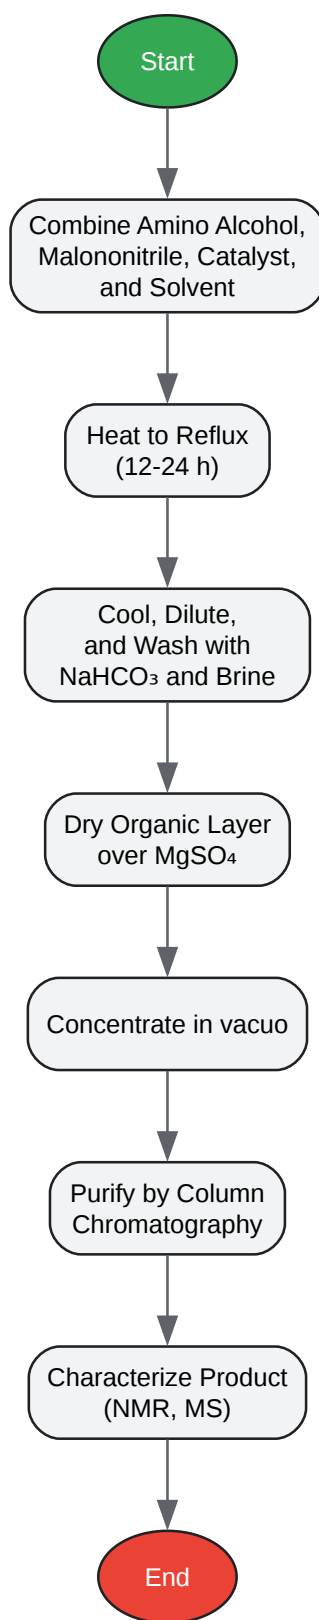 Start
Combine Amino Alcohol,
Malononitrile, Catalyst,
and Solvent
Heat to Reflux
(12-24 h)
Cool, Dilute,
and Wash with
NaHCO₃ and Brine
Dry Organic Layer
over MgSO₄
Concentrate in vacuo
Purify by Column
Chromatography
Characterize Product
(NMR, MS)
End